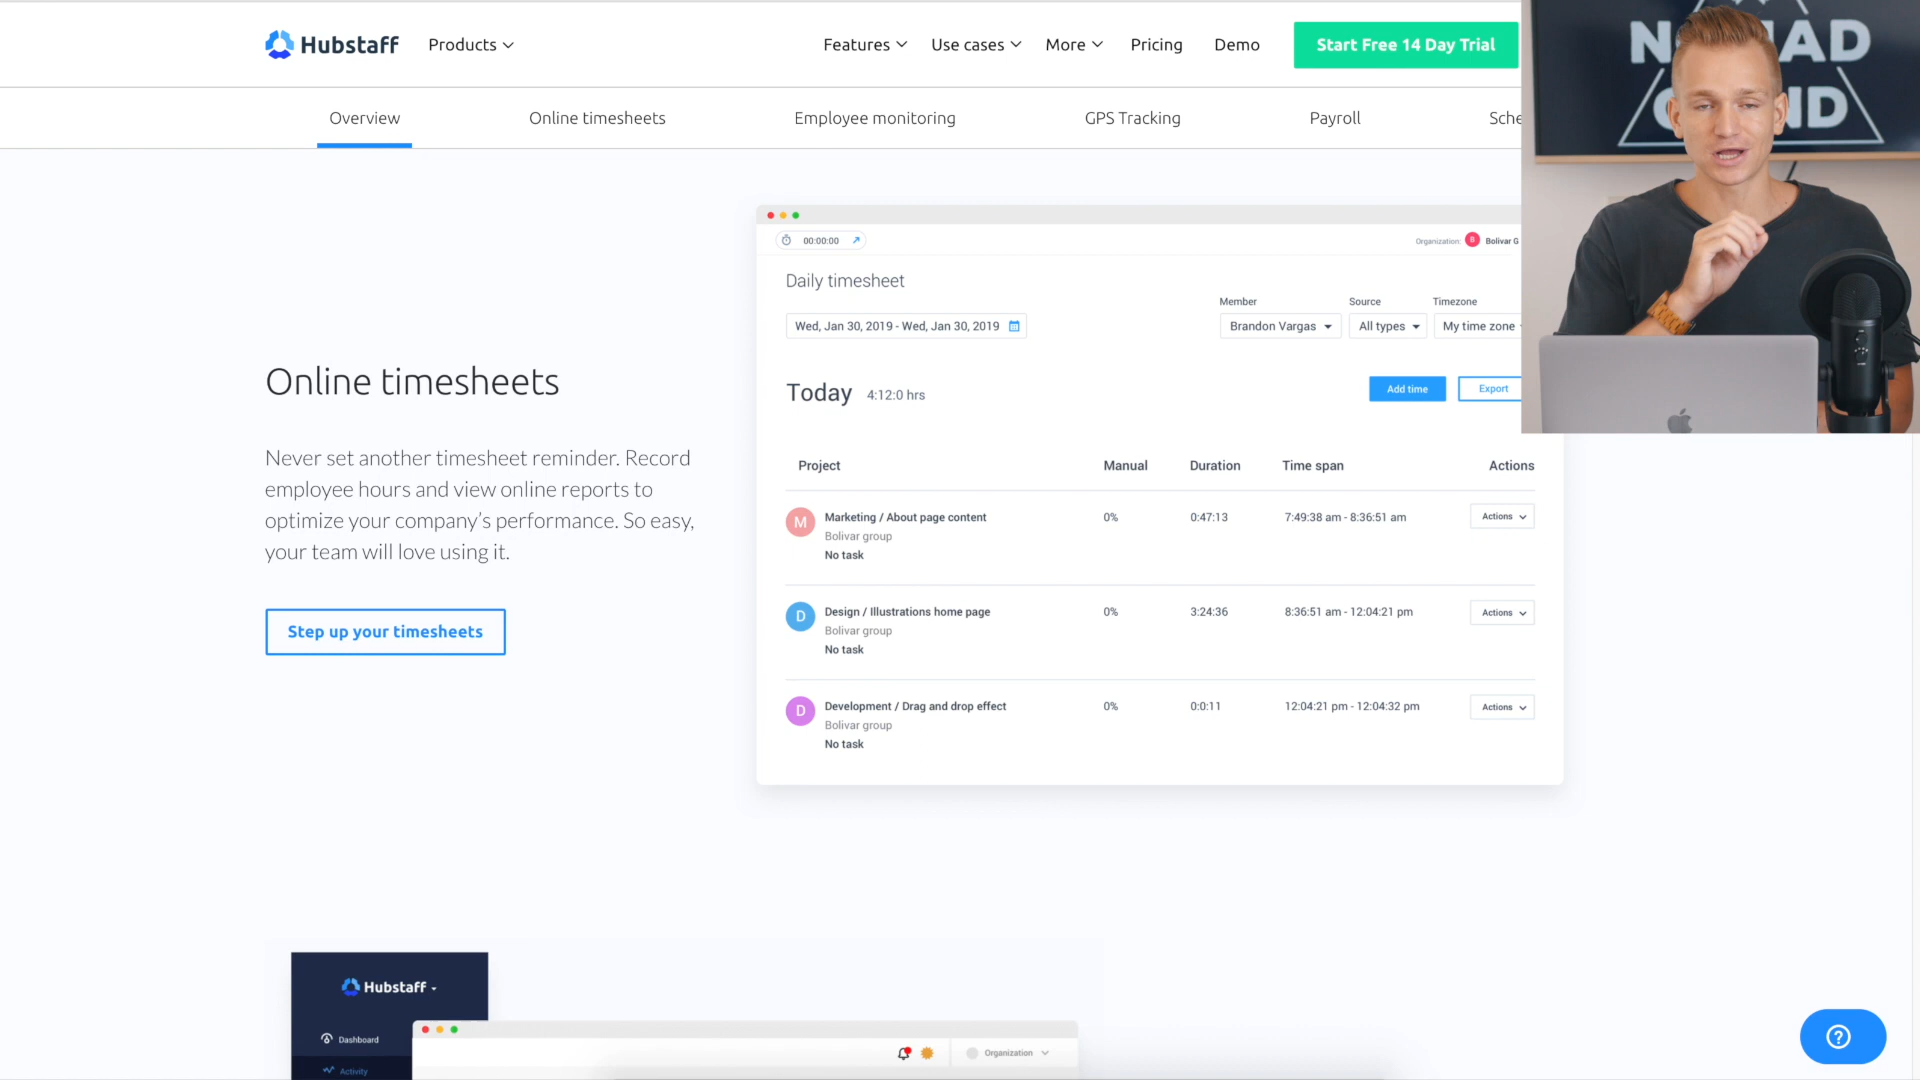 Hubstaff
Products
Features
Use cases
More
Pricing
Demo
Start Free 14 Day Trial
Overview
Online timesheets
Employee monitoring
GPS Tracking
Payroll
Sche
Online timesheets
Never set another timesheet reminder. Record
employee hours and view online reports to
optimize your company's performance. So easy,
your team will love using it.
Step up your timesheets
00:00:00
Organization:
B
Bolivar G
Daily timesheet
Member
Source
Timezone
Wed, Jan 30, 2019 - Wed, Jan 30, 2019
Brandon Vargas
All types
My time zone
Today 4:12:0 hrs
Add time
Export
Project
Manual
Duration
Time span
Actions
M
Marketing / About page content
Bolivar group
No task
0%
0:47:13
7:49:38 am - 8:36:51 am
Actions
D
Design / Illustrations home page
Bolivar group
No task
0%
3:24:36
8:36:51 am - 12:04:21 pm
Actions
D
Development / Drag and drop effect
Bolivar group
No task
0%
0:0:11
12:04:21 pm - 12:04:32 pm
Actions
Hubstaff
Dashboard
Activity
Organization
?